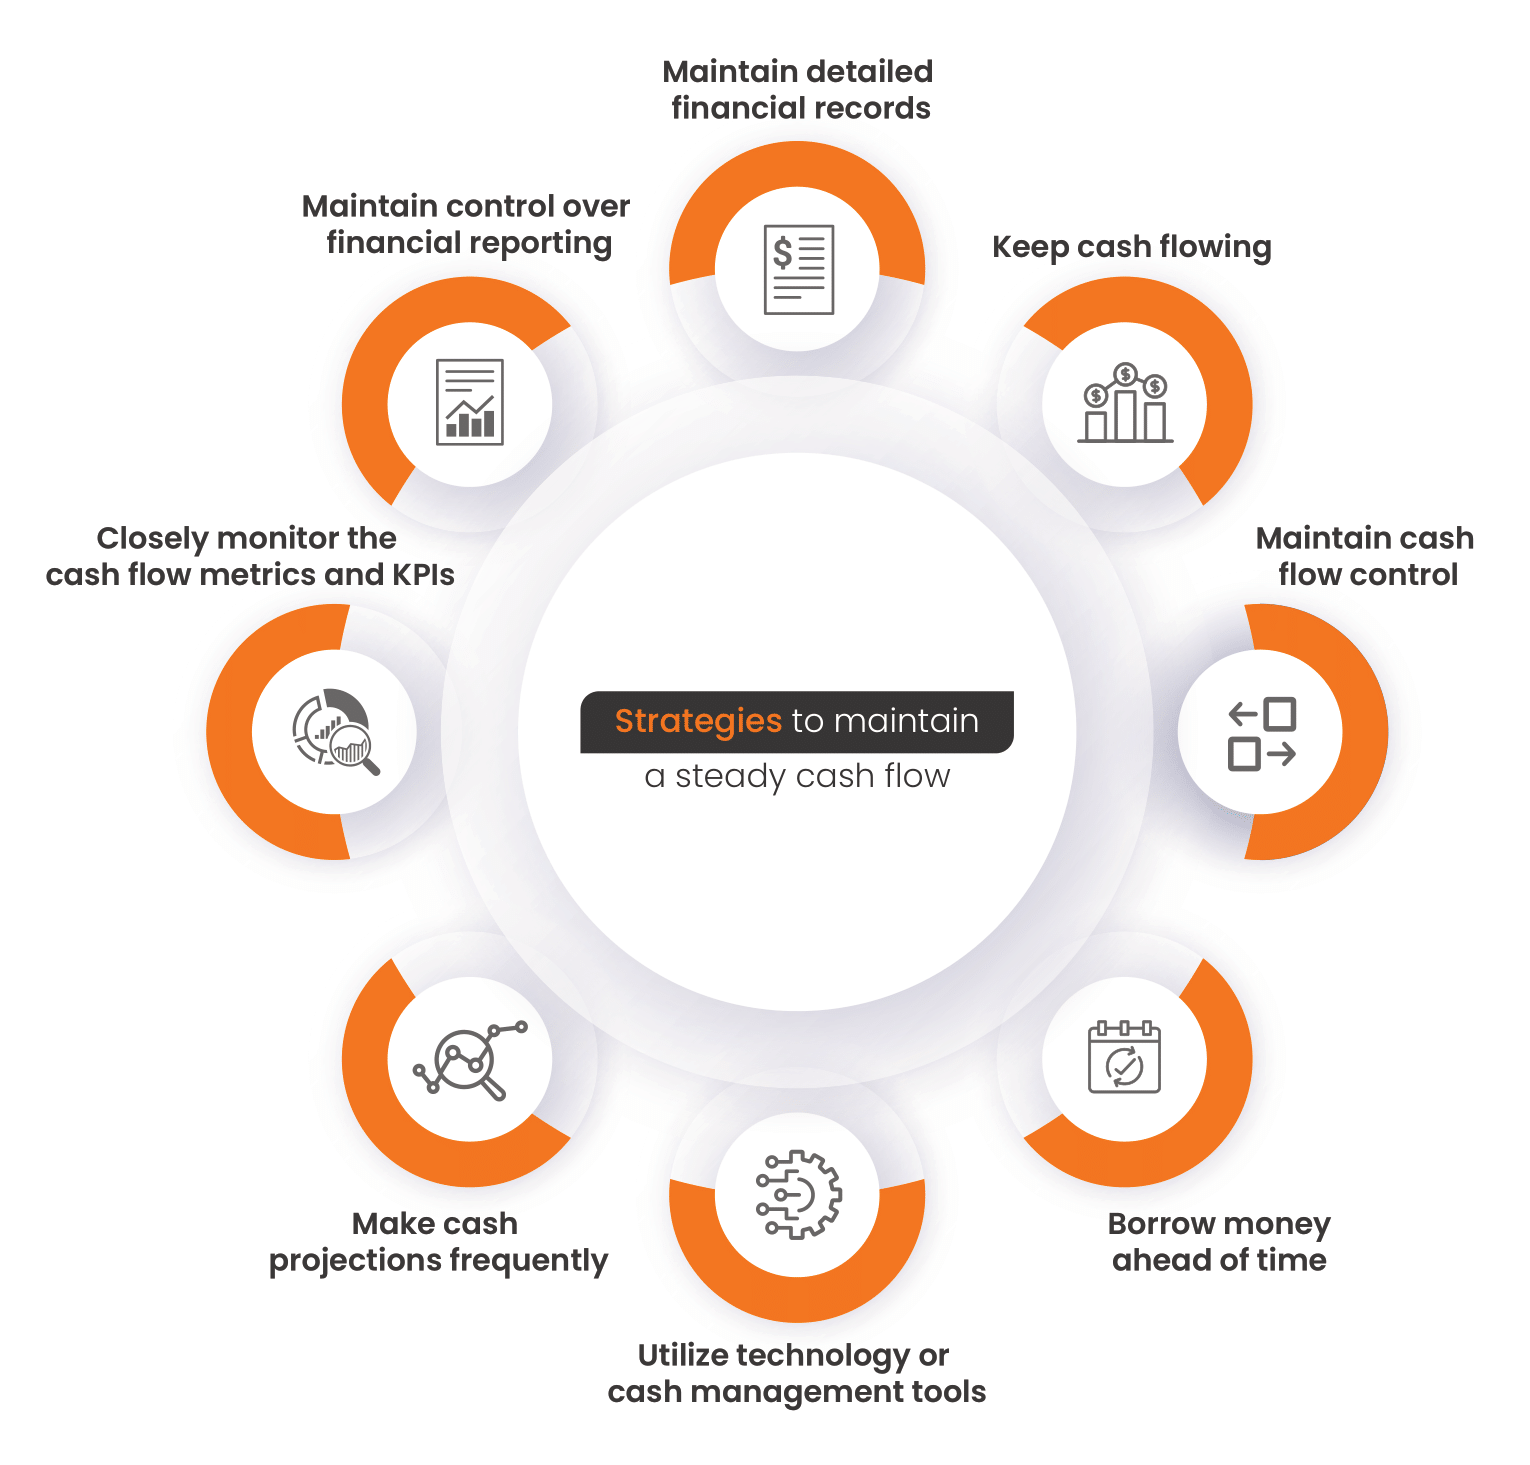 Maintain detailed
financial records
Maintain control over
financial reporting
Keep cash flowing
Closely monitor the
cash flow metrics and KPIs
Maintain cash
flow control
Strategies to maintain
a steady cash flow
Make cash
projections frequently
Borrow money
ahead of time
Utilize technology or
cash management tools